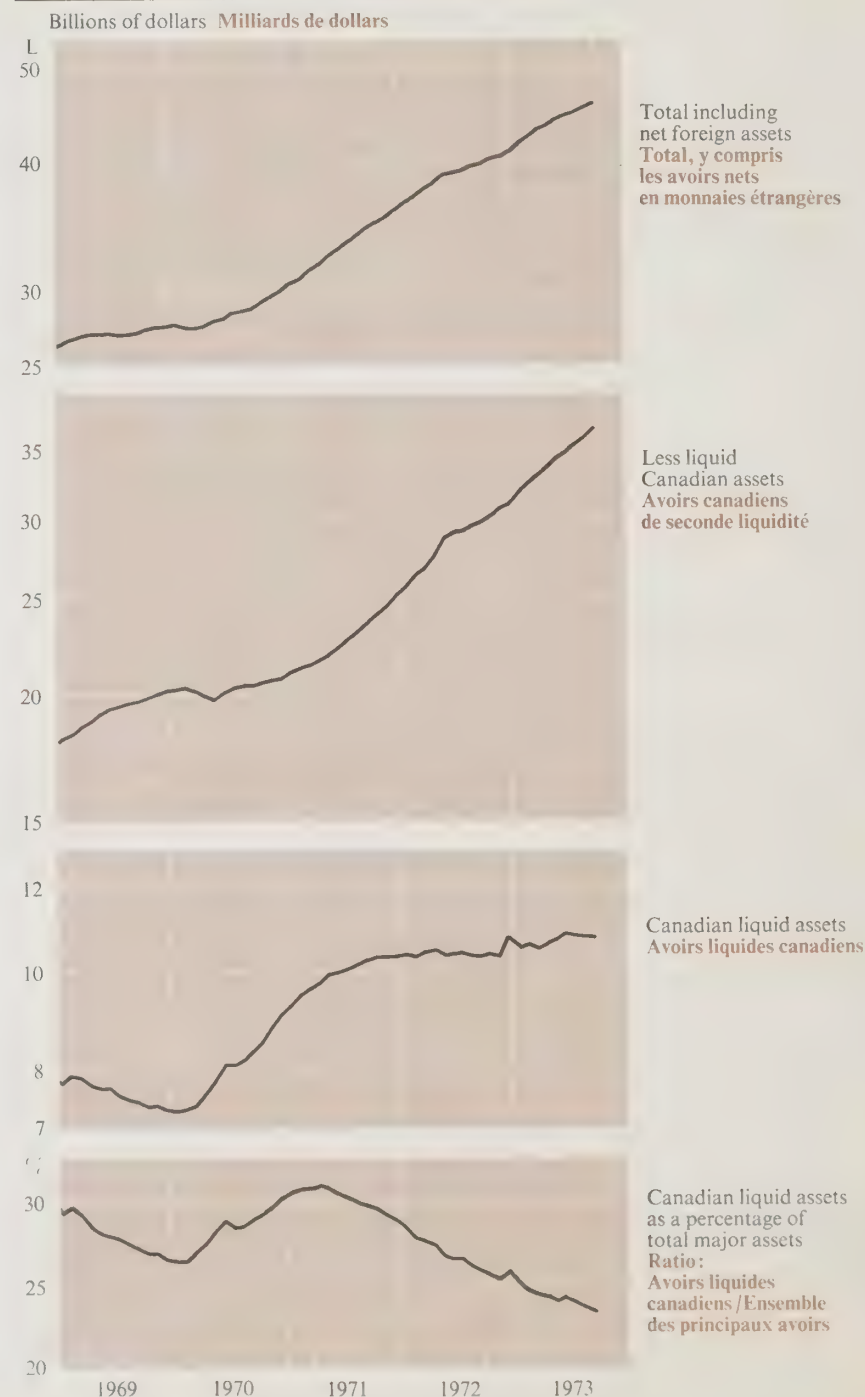 Billions of dollars Milliards de dollars
L
50
40
30
25
Total including
net foreign assets
Total, y compris
les avoirs nets
en monnaies étrangères
35
30
25
20
15
Less liquid
Canadian assets
Avoirs canadiens
de seconde liquidité
12
10
8
7
Canadian liquid assets
Avoirs liquides canadiens
30
25
20
Canadian liquid assets
as a percentage of
total major assets
Ratio:
Avoirs liquides
canadiens/Ensemble
des principaux avoirs
1969 1970 1971 1972 1973